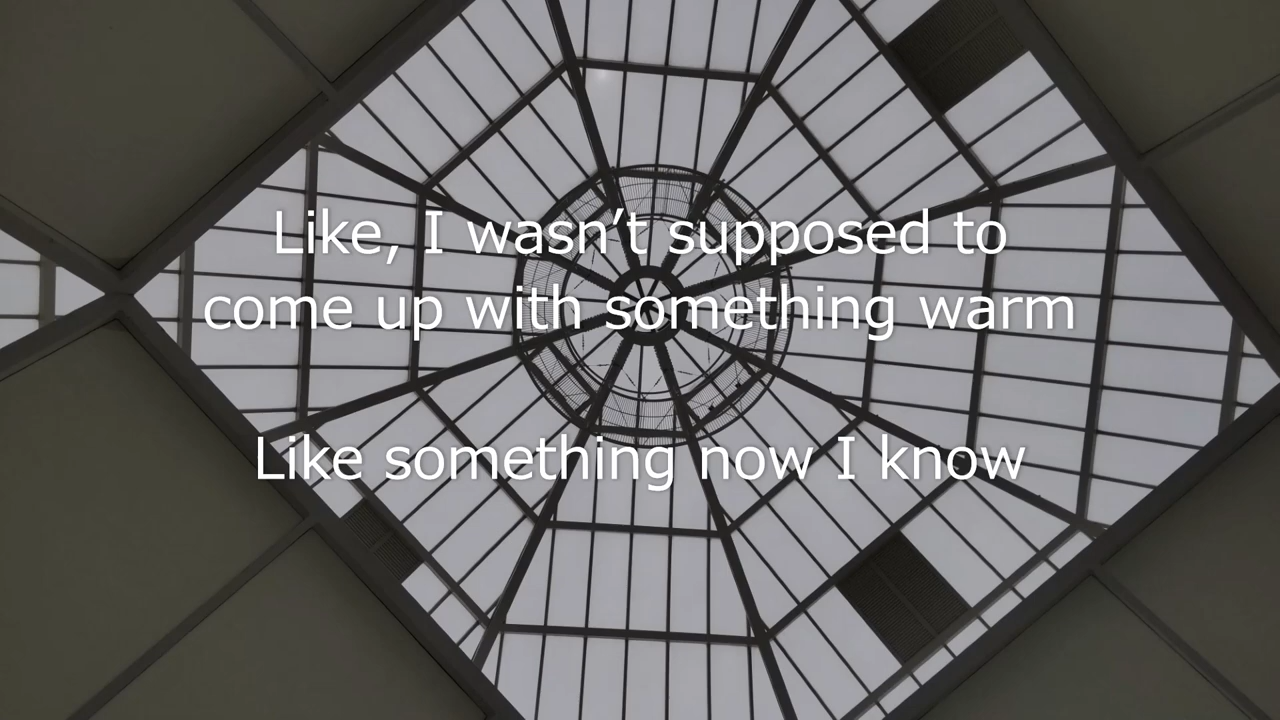 Like, I wasn’t supposed to
come up with something warm
Like something now I know